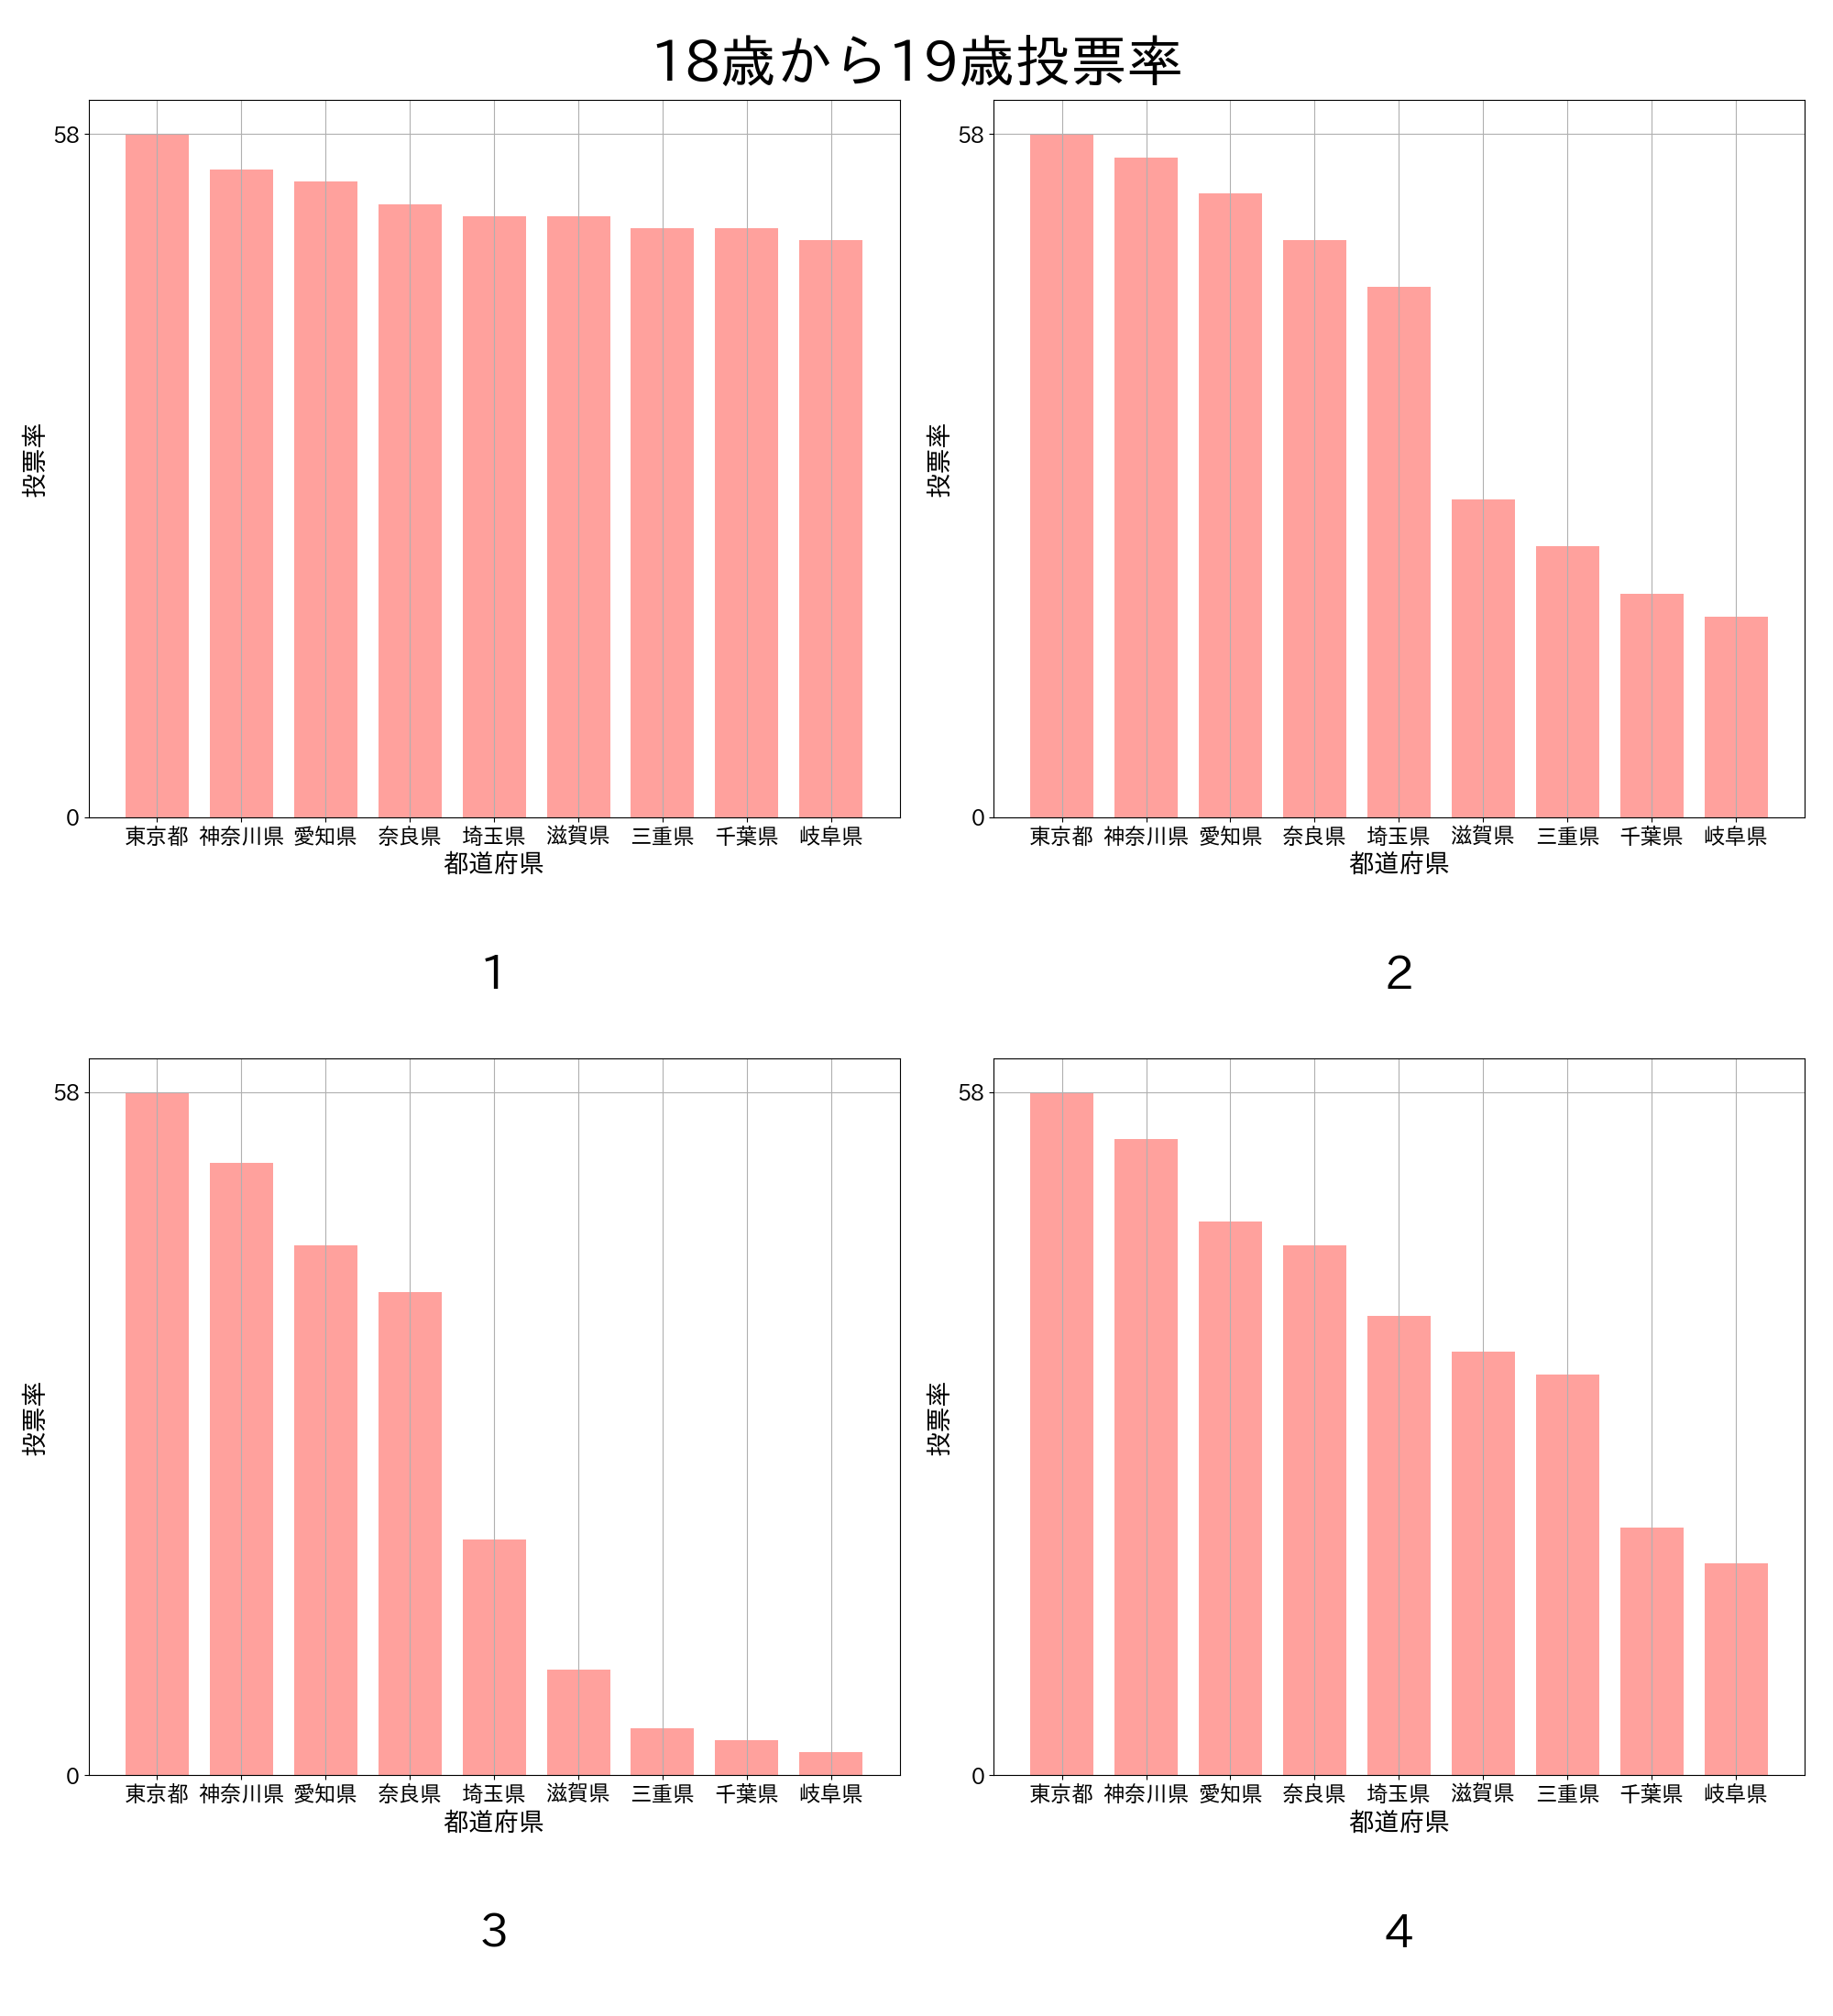 18歳から19歳投票率
58
0
投票率
東京都 神奈川県 愛知県 奈良県 埼玉県 滋賀県 三重県 千葉県 岐阜県
都道府県
1
58
0
投票率
東京都 神奈川県 愛知県 奈良県 埼玉県 滋賀県 三重県 千葉県 岐阜県
都道府県
2
58
0
投票率
東京都 神奈川県 愛知県 奈良県 埼玉県 滋賀県 三重県 千葉県 岐阜県
都道府県
3
58
0
投票率
東京都 神奈川県 愛知県 奈良県 埼玉県 滋賀県 三重県 千葉県 岐阜県
都道府県
4